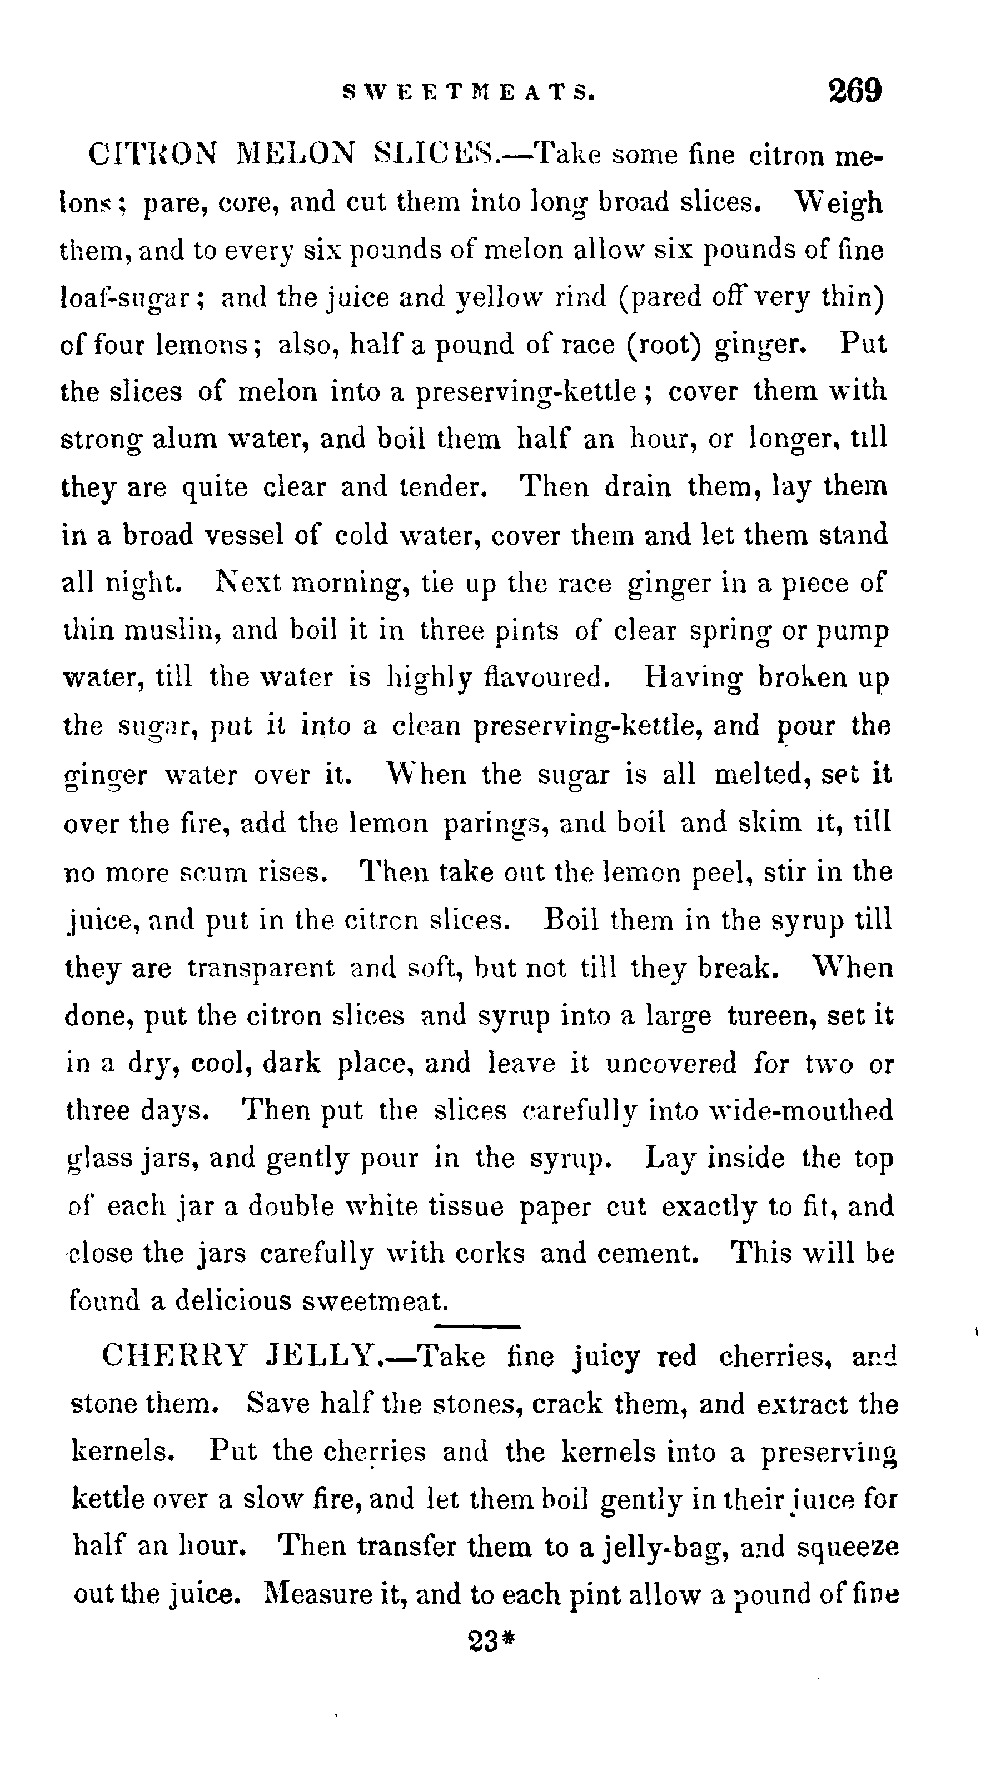 SWEETMEATS. 269
CITRON MELON SLICES.—Take some fine citron me-
lons; pare, core, and cut them into long broad slices. Weigh
them, and to every six pounds of melon allow six pounds of fine
loaf-sugar; and the juice and yellow rind (pared off very thin)
of four lemons; also, half a pound of race (root) ginger. Put
the slices of melon into a preserving-kettle; cover them with
strong alum water, and boil them half an hour, or longer, till
they are quite clear and tender. Then drain them, lay them
in a broad vessel of cold water, cover them and let them stand
all night. Next morning, tie up the race ginger in a piece of
thin muslin, and boil it in three pints of clear spring or pump
water, till the water is highly flavoured. Having broken up
the sugar, put it into a clean preserving-kettle, and pour the
ginger water over it. When the sugar is all melted, set it
over the fire, add the lemon parings, and boil and skim it, till
no more scum rises. Then take out the lemon peel, stir in the
juice, and put in the citron slices. Boil them in the syrup till
they are transparent and soft, but not till they break. When
done, put the citron slices and syrup into a large tureen, set it
in a dry, cool, dark place, and leave it uncovered for two or
three days. Then put the slices carefully into wide-mouthed
glass jars, and gently pour in the syrup. Lay inside the top
of each jar a double white tissue paper cut exactly to fit, and
close the jars carefully with corks and cement. This will be
found a delicious sweetmeat.
CHERRY JELLY.—Take fine juicy red cherries, and
stone them. Save half the stones, crack them, and extract the
kernels. Put the cherries and the kernels into a preserving
kettle over a slow fire, and let them boil gently in their juice for
half an hour. Then transfer them to a jelly-bag, and squeeze
out the juice. Measure it, and to each pint allow a pound of fine
23*